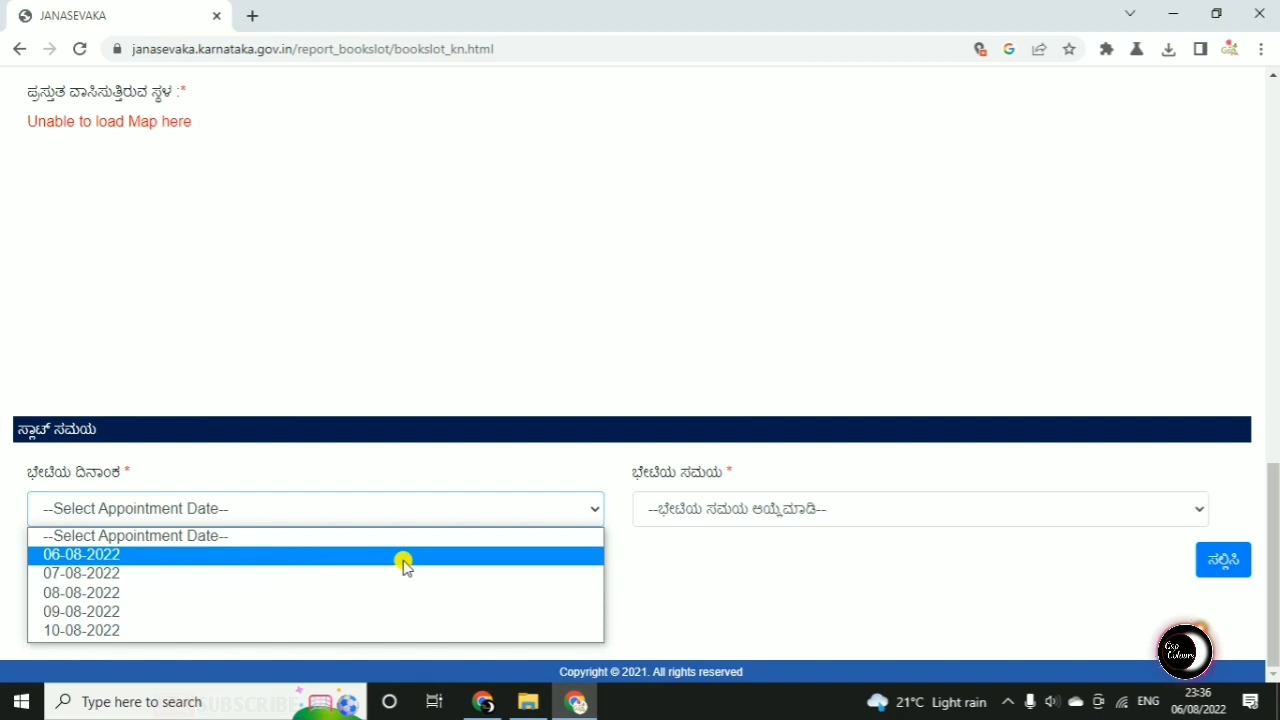 JANASEVAKA
janasevaka.karnataka.gov.in/report_bookslot/bookslot_kn.html
ಪ್ರಸ್ತುತ ವಾಸಿಸುತ್ತಿರುವ ಸ್ಥಳ :*
Unable to load Map here
ಸ್ಲಾಟ್ ಸಮಯ
ಭೇಟಿಯ ದಿನಾಂಕ *
ಭೇಟಿಯ ಸಮಯ *
--Select Appointment Date--
--ಭೇಟಿಯ ಸಮಯ ಆಯ್ಕೆಮಾಡಿ--
--Select Appointment Date--
06-08-2022
07-08-2022
08-08-2022
09-08-2022
10-08-2022
ಸಲ್ಲಿಸಿ
Gsp Colours
Copyright © 2021. All rights reserved
Type here to search
SUBSCRIBE
21°C Light rain
ENG
23:36
06/08/2022